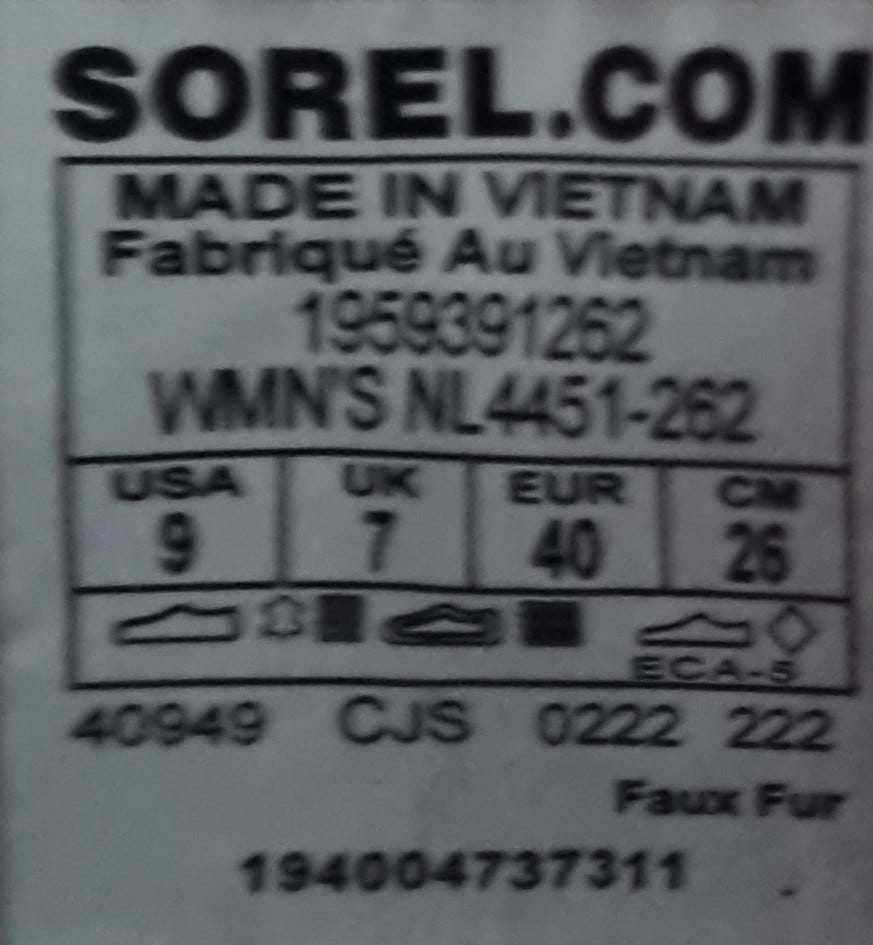 SOREL.COM
MADE IN VIETNAM
Fabriqué Au Vietnam
1959391262
WMN'S NL4451-262
USA UK EUR CM
9 7 40 26
ECA-5
40949 CJS 0222 222
Faux Fur
194004737311